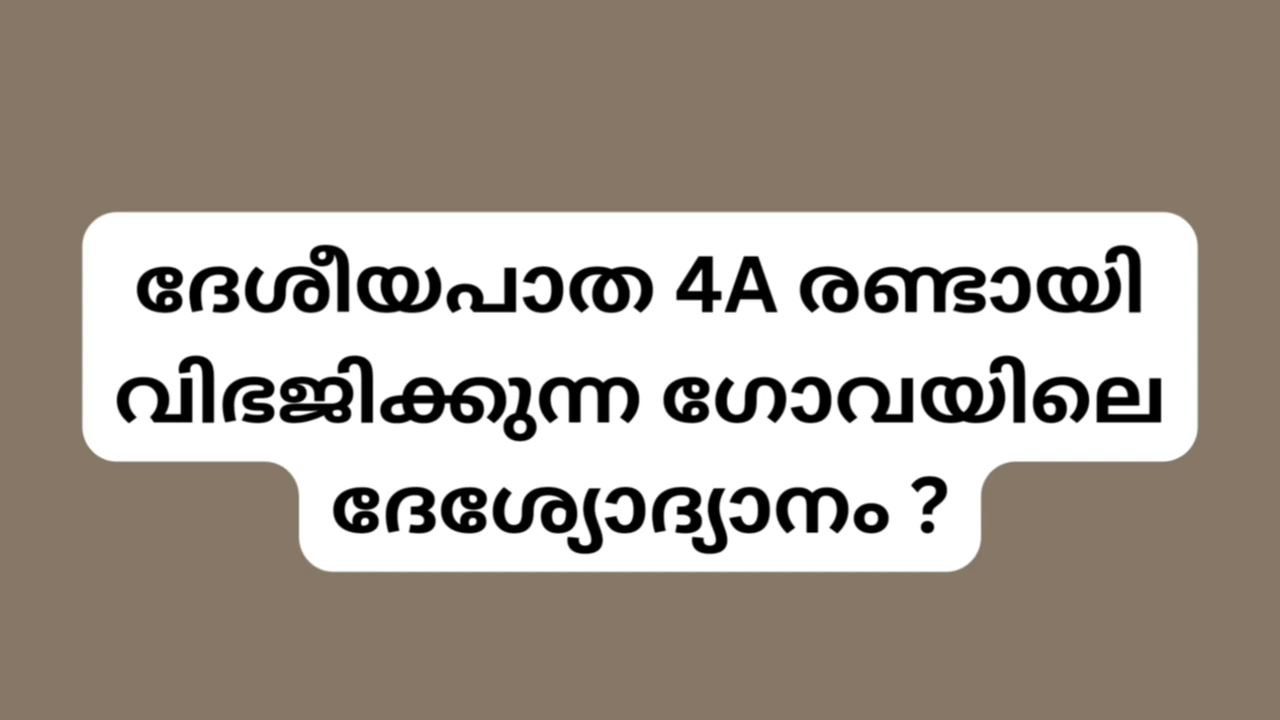 ദേശീയപാത 4A രണ്ടായി
വിഭജിക്കുന്ന ഗോവയിലെ
ദേശ്യോദ്യാനം ?